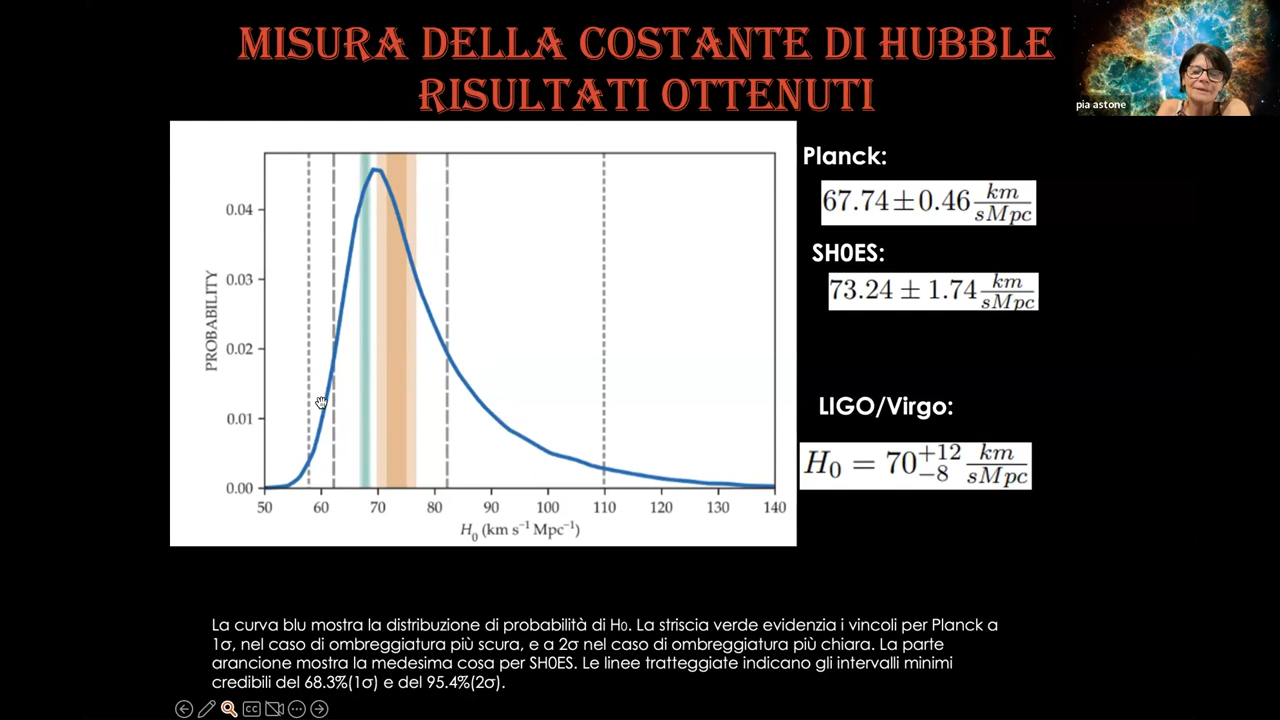 MISURA DELLA COSTANTE DI HUBBLE
RISULTATI OTTENUTI
pia astone
Planck:
67.74±0.46 km/sMpc
SH0ES:
73.24 ± 1.74 km/sMpc
LIGO/Virgo:
H₀ = 70 +12 −8 km/sMpc
PROBABILITY
0.04
0.03
0.02
0.01
0.00
50 60 70 80 90 100 110 120 130 140
H₀ (km s⁻¹ Mpc⁻¹)
La curva blu mostra la distribuzione di probabilità di H₀. La striscia verde evidenzia i vincoli per Planck a
1σ, nel caso di ombreggiatura più scura, e a 2σ nel caso di ombreggiatura più chiara. La parte
arancione mostra la medesima cosa per SH0ES. Le linee tratteggiate indicano gli intervalli minimi
credibili del 68.3%(1σ) e del 95.4%(2σ).
CC